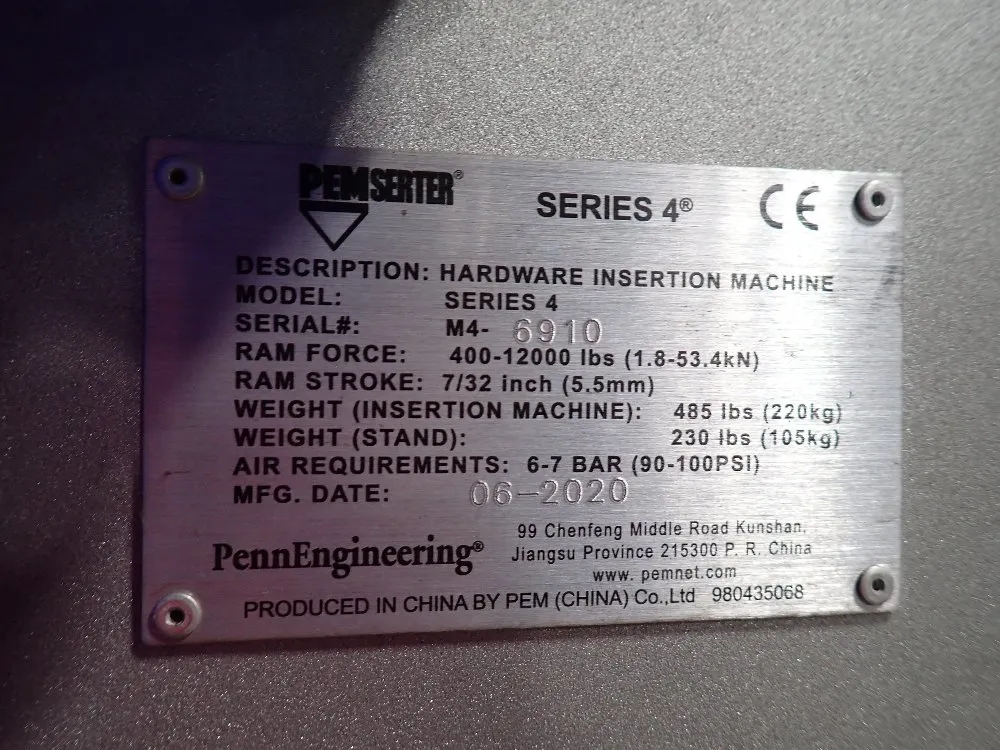 PEMSERTER® SERIES 4® CE
DESCRIPTION: HARDWARE INSERTION MACHINE
MODEL: SERIES 4
SERIAL#: M4- 6910
RAM FORCE: 400-12000 lbs (1.8-53.4kN)
RAM STROKE: 7/32 inch (5.5mm)
WEIGHT (INSERTION MACHINE): 485 lbs (220kg)
WEIGHT (STAND): 230 lbs (105kg)
AIR REQUIREMENTS: 6-7 BAR (90-100PSI)
MFG. DATE: 06-2020
PennEngineering®
99 Chenfeng Middle Road Kunshan,
Jiangsu Province 215300 P. R. China
www. pemnet.com
PRODUCED IN CHINA BY PEM (CHINA) Co.,Ltd 980435068